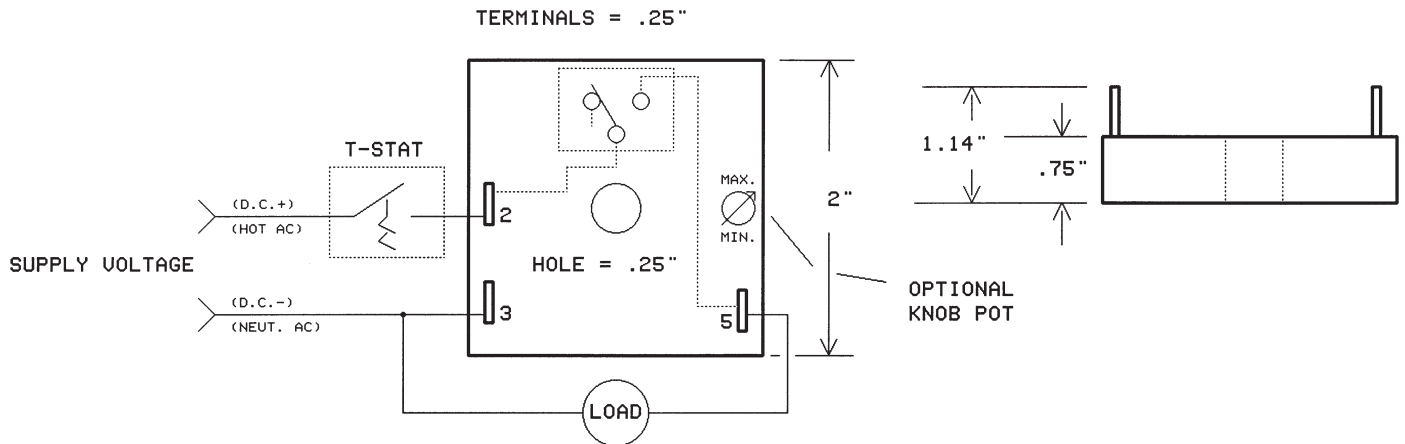 TERMINALS = .25"
T-STAT
1.14"
.75"
MAX.
2"
(D.C.+)
2
(HOT AC)
MIN.
SUPPLY VOLTAGE
HOLE = .25"
OPTIONAL
KNOB POT
(D.C.-)
3
5
(NEUT. AC)
LOAD